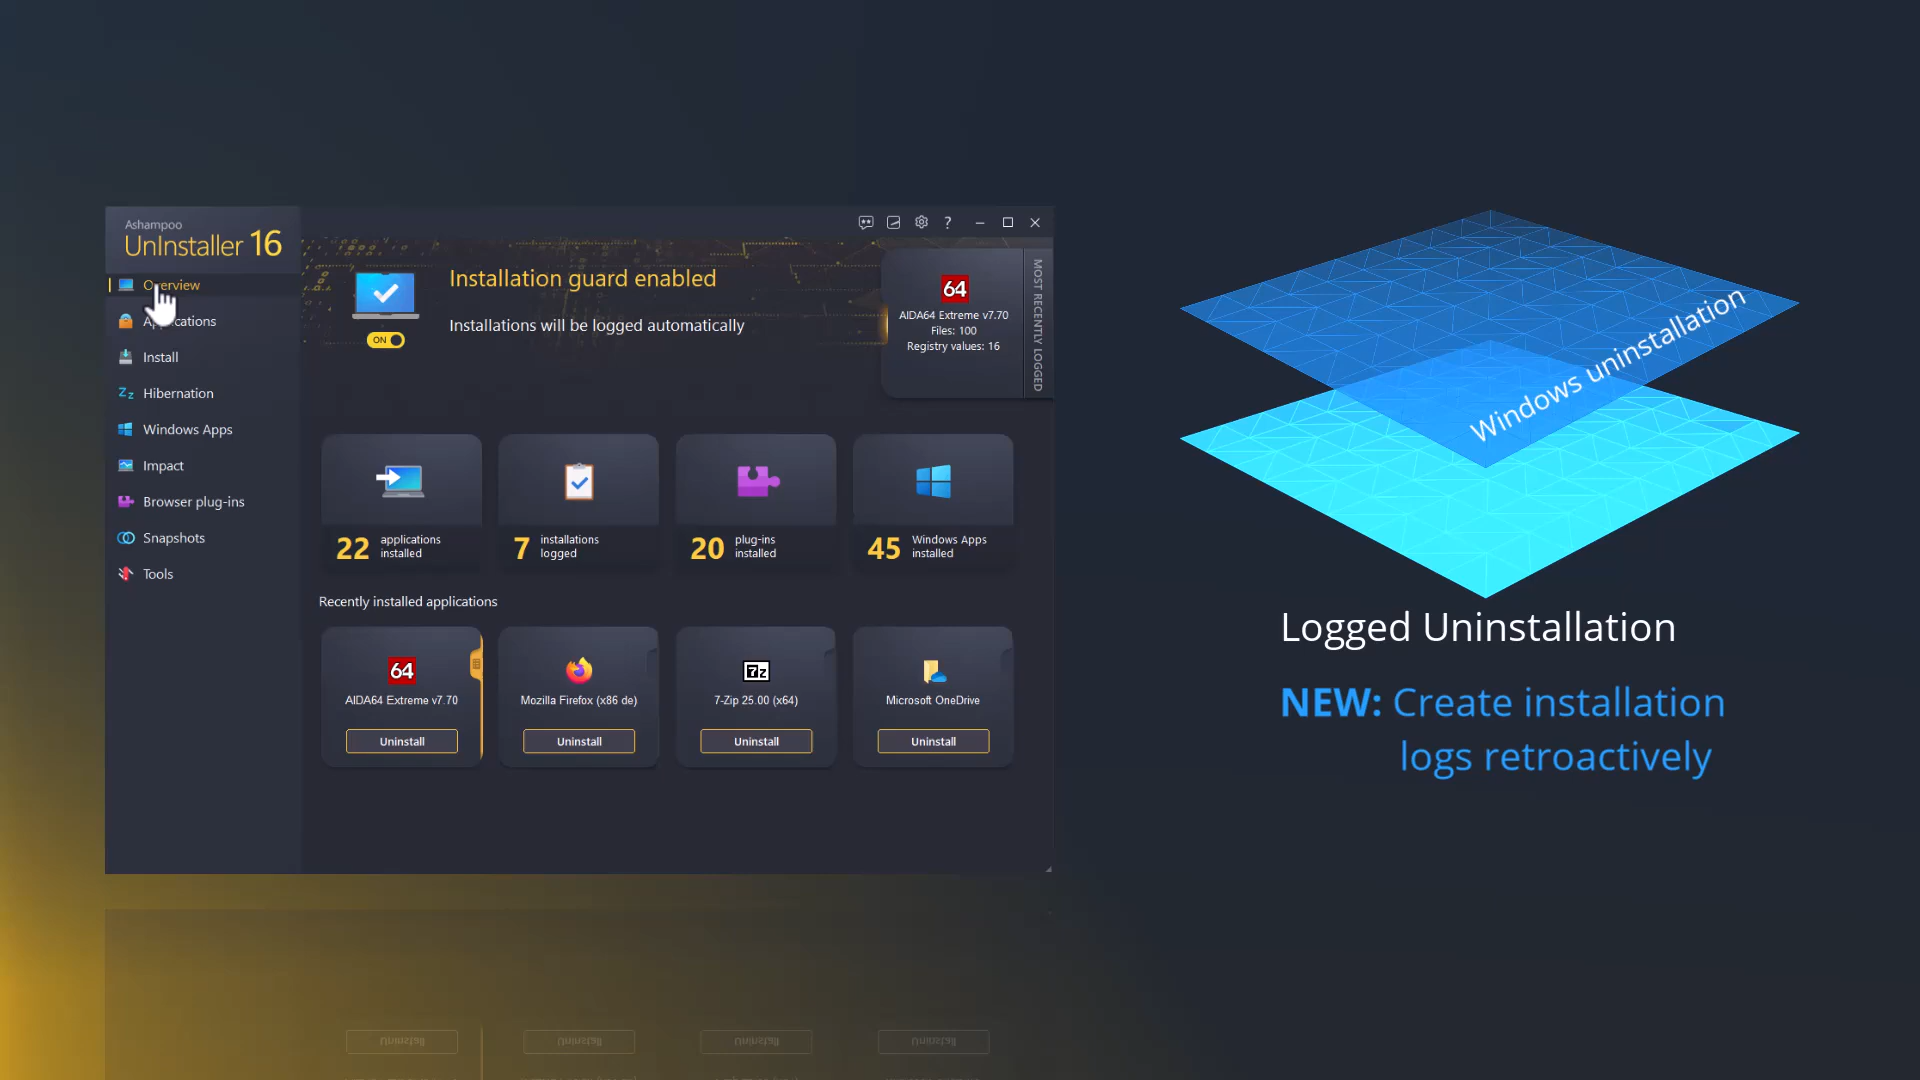 Ashampoo
UnInstaller 16
Overview
Applications
Install
Hibernation
Windows Apps
Impact
Browser plug-ins
Snapshots
Tools
Installation guard enabled
Installations will be logged automatically
ON
64
AIDA64 Extreme v7.70
Files: 100
Registry values: 16
MOST RECENTLY LOGGED
22 applications installed
7 installations logged
20 plug-ins installed
45 Windows Apps installed
Recently installed applications
64
AIDA64 Extreme v7.70
Uninstall
Mozilla Firefox (x86 de)
Uninstall
7z
7-Zip 25.00 (x64)
Uninstall
Microsoft OneDrive
Uninstall
Windows uninstallation
Logged Uninstallation
NEW: Create installation
logs retroactively
Uninstall
Uninstall
Uninstall
Uninstall